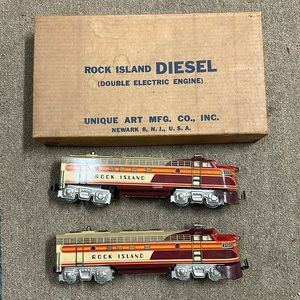 ROCK ISLAND DIESEL
(DOUBLE ELECTRIC ENGINE)
UNIQUE ART MFG. CO., INC.
NEWARK 8, N. J., U. S. A.
ROCK ISLAND
ROCK ISLAND